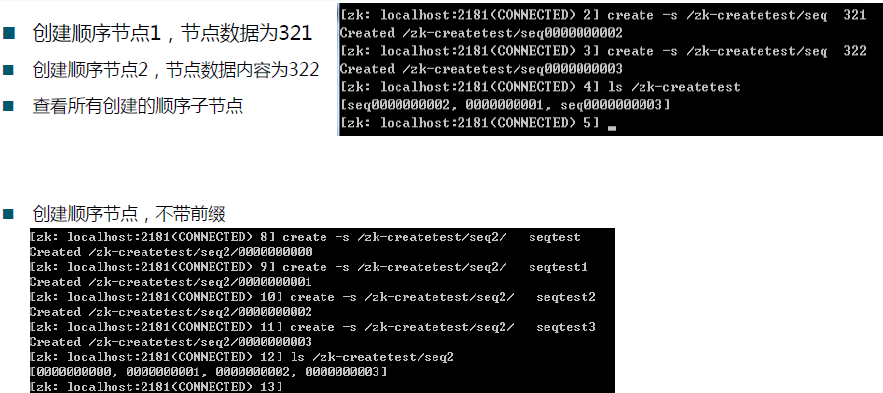 创建顺序节点1，节点数据为321
创建顺序节点2，节点数据内容为322
查看所有创建的顺序子节点
[zk: localhost:2181(CONNECTED) 2] create -s /zk-createtest/seq 321
Created /zk-createtest/seq0000000002
[zk: localhost:2181(CONNECTED) 3] create -s /zk-createtest/seq 322
Created /zk-createtest/seq0000000003
[zk: localhost:2181(CONNECTED) 4] ls /zk-createtest
[seq0000000002, 0000000001, seq0000000003]
[zk: localhost:2181(CONNECTED) 5] _
创建顺序节点，不带前缀
[zk: localhost:2181(CONNECTED) 8] create -s /zk-createtest/seq2/ seqtest
Created /zk-createtest/seq2/0000000000
[zk: localhost:2181(CONNECTED) 9] create -s /zk-createtest/seq2/ seqtest1
Created /zk-createtest/seq2/0000000001
[zk: localhost:2181(CONNECTED) 10] create -s /zk-createtest/seq2/ seqtest2
Created /zk-createtest/seq2/0000000002
[zk: localhost:2181(CONNECTED) 11] create -s /zk-createtest/seq2/ seqtest3
Created /zk-createtest/seq2/0000000003
[zk: localhost:2181(CONNECTED) 12] ls /zk-createtest/seq2
[0000000000, 0000000001, 0000000002, 0000000003]
[zk: localhost:2181(CONNECTED) 13]